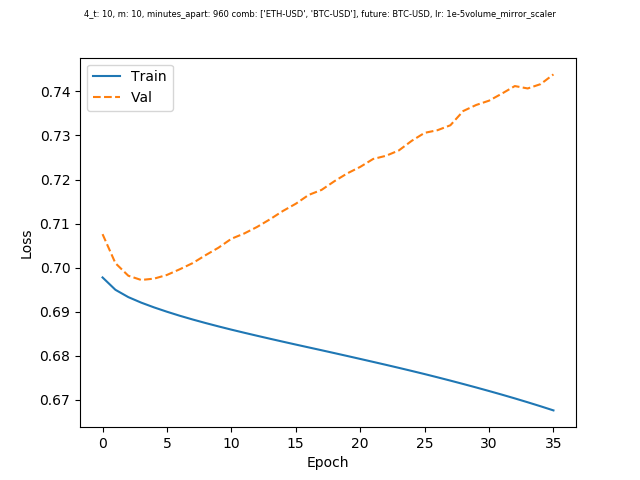 4_t: 10, m: 10, minutes_apart: 960 comb: ['ETH-USD', 'BTC-USD'], future: BTC-USD, lr: 1e-5volume_mirror_scaler
Train
Val
0.74
0.73
0.72
0.71
0.70
0.69
0.68
0.67
Loss
0 5 10 15 20 25 30 35
Epoch